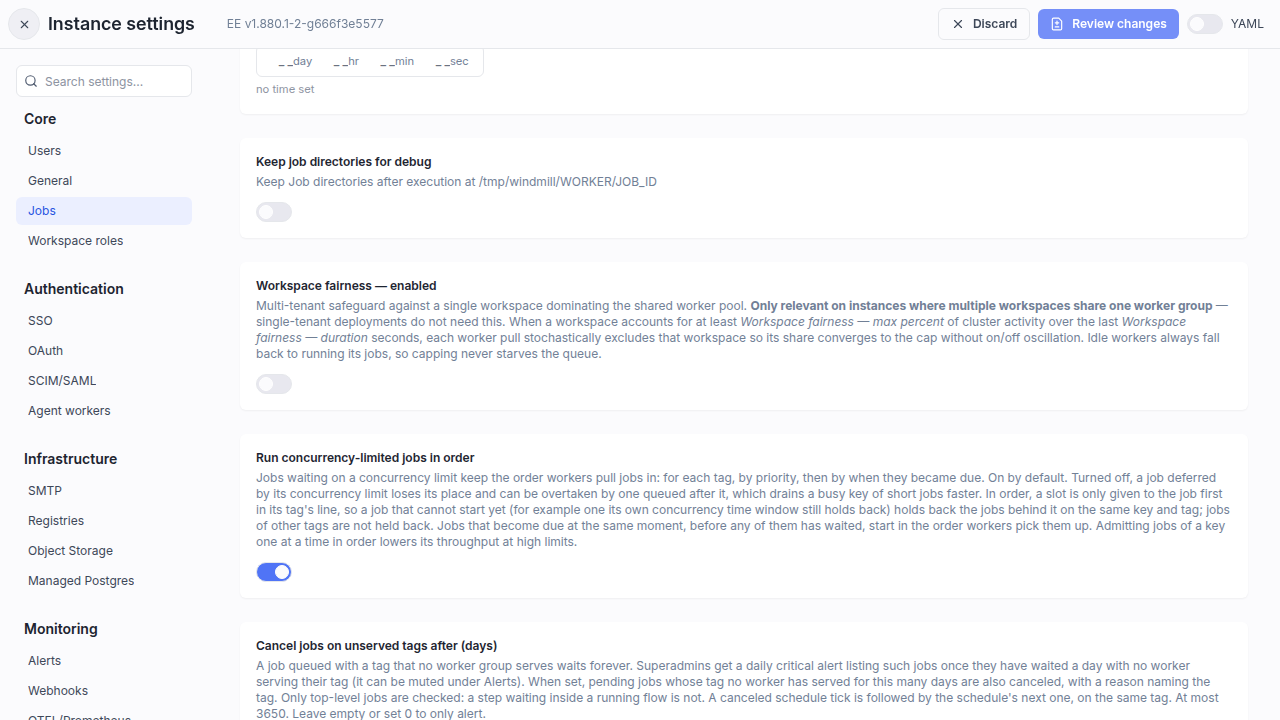 Instance settings
EE v1.880.1-2-g666f3e5577
Discard
Review changes
YAML
Search settings...
Core
Users
General
Jobs
Workspace roles
Authentication
SSO
OAuth
SCIM/SAML
Agent workers
Infrastructure
SMTP
Registries
Object Storage
Managed Postgres
Monitoring
Alerts
Webhooks
OTEL/Prometheus
_ _day _ _hr _ _min _ _sec
no time set
Keep job directories for debug
Keep Job directories after execution at /tmp/windmill/WORKER/JOB_ID
Workspace fairness — enabled
Multi-tenant safeguard against a single workspace dominating the shared worker pool. Only relevant on instances where multiple workspaces share one worker group —
single-tenant deployments do not need this. When a workspace accounts for at least Workspace fairness — max percent of cluster activity over the last Workspace
fairness — duration seconds, each worker pull stochastically excludes that workspace so its share converges to the cap without on/off oscillation. Idle workers always fall
back to running its jobs, so capping never starves the queue.
Run concurrency-limited jobs in order
Jobs waiting on a concurrency limit keep the order workers pull jobs in: for each tag, by priority, then by when they became due. On by default. Turned off, a job deferred
by its concurrency limit loses its place and can be overtaken by one queued after it, which drains a busy key of short jobs faster. In order, a slot is only given to the job first
in its tag's line, so a job that cannot start yet (for example one its own concurrency time window still holds back) holds back the jobs behind it on the same key and tag; jobs
of other tags are not held back. Jobs that become due at the same moment, before any of them has waited, start in the order workers pick them up. Admitting jobs of a key
one at a time in order lowers its throughput at high limits.
Cancel jobs on unserved tags after (days)
A job queued with a tag that no worker group serves waits forever. Superadmins get a daily critical alert listing such jobs once they have waited a day with no worker
serving their tag (it can be muted under Alerts). When set, pending jobs whose tag no worker has served for this many days are also canceled, with a reason naming the
tag. Only top-level jobs are checked: a step waiting inside a running flow is not. A canceled schedule tick is followed by the schedule's next one, on the same tag. At most
3650. Leave empty or set 0 to only alert.